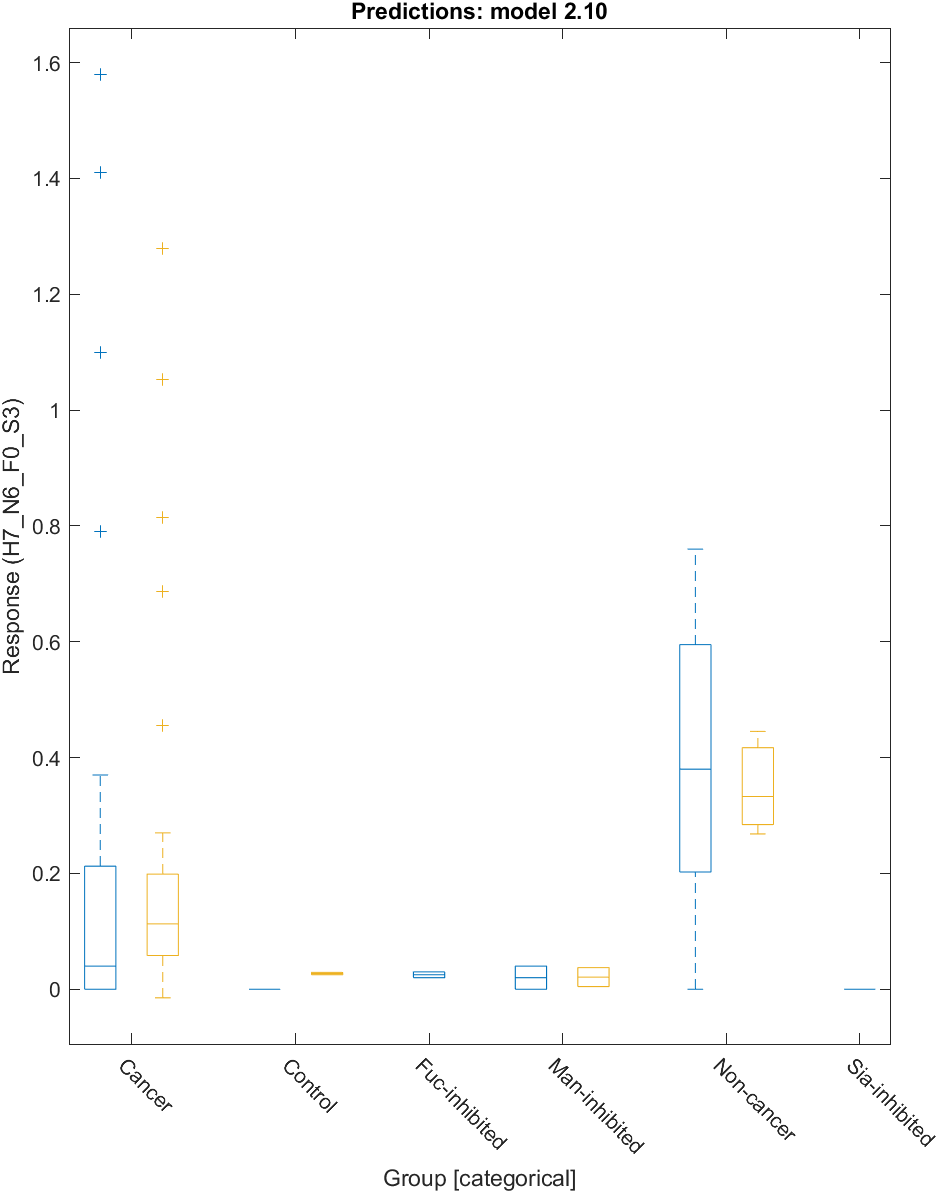 Predictions: model 2.10
1.6
1.4
1.2
1
0.8
0.6
0.4
0.2
0
Response (H7_N6_F0_S3)
Cancer
Control
Fuc-inhibited
Man-inhibited
Non-cancer
Sia-inhibited
Group [categorical]